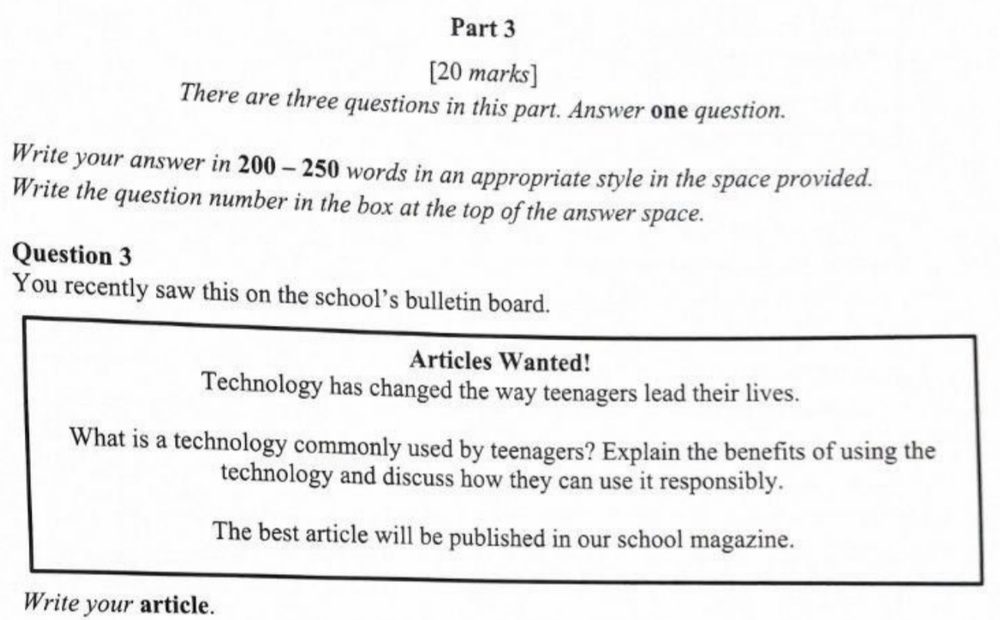 Part 3
[20 marks]
There are three questions in this part. Answer one question.
Write your answer in 200 – 250 words in an appropriate style in the space provided.
Write the question number in the box at the top of the answer space.
Question 3
You recently saw this on the school's bulletin board.
Articles Wanted!
Technology has changed the way teenagers lead their lives.
What is a technology commonly used by teenagers? Explain the benefits of using the
technology and discuss how they can use it responsibly.
The best article will be published in our school magazine.
Write your article.